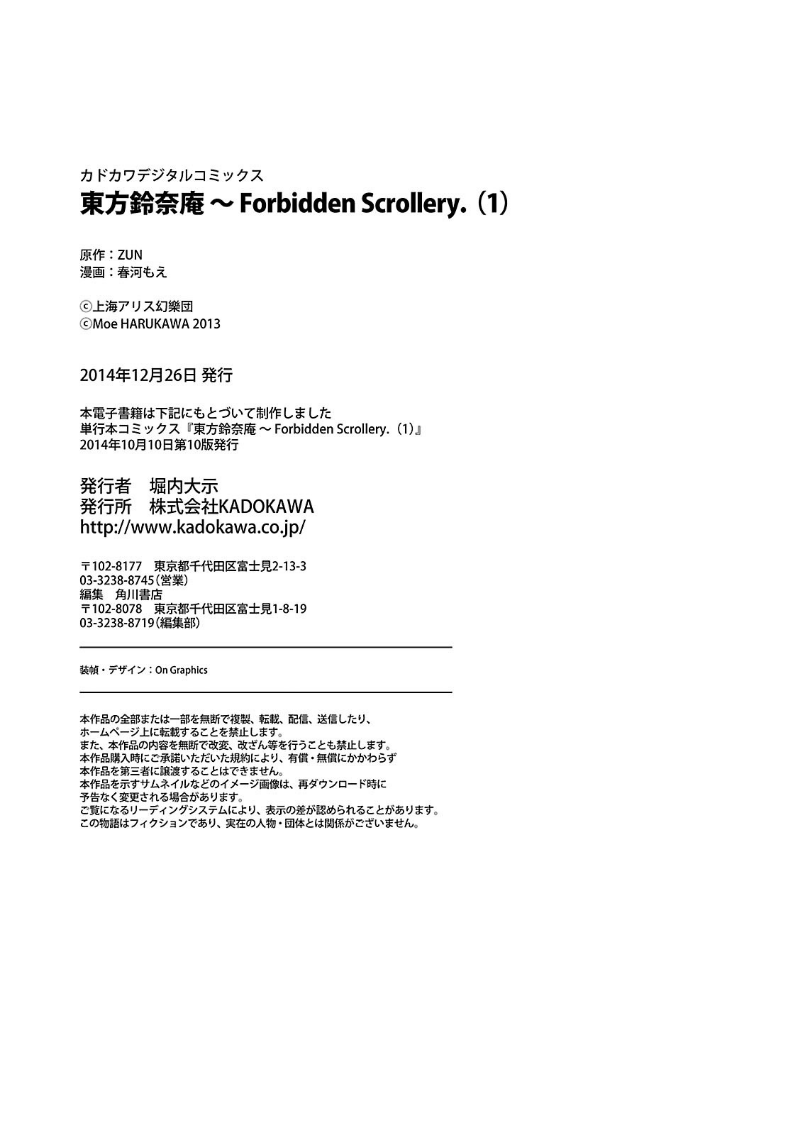 カドカワデジタルコミックス
東方鈴奈庵 ～ Forbidden Scrollery.（1）
原作：ZUN
漫画：春河もえ
ⓒ上海アリス幻樂団
ⓒMoe HARUKAWA 2013
2014年12月26日 発行
本電子書籍は下記にもとづいて制作しました
単行本コミックス『東方鈴奈庵 ～ Forbidden Scrollery.（1）』
2014年10月10日第10版発行
発行者　堀内大示
発行所　株式会社KADOKAWA
http://www.kadokawa.co.jp/
〒102-8177　東京都千代田区富士見2-13-3
03-3238-8745（営業）
編集　角川書店
〒102-8078　東京都千代田区富士見1-8-19
03-3238-8719（編集部）
装幀・デザイン：On Graphics
本作品の全部または一部を無断で複製、転載、配信、送信したり、
ホームページ上に転載することを禁止します。
また、本作品の内容を無断で改変、改ざん等を行うことも禁止します。
本作品購入時にご承諾いただいた規約により、有償・無償にかかわらず
本作品を第三者に譲渡することはできません。
本作品を示すサムネイルなどのイメージ画像は、再ダウンロード時に
予告なく変更される場合があります。
ご覧になるリーディングシステムにより、表示の差が認められることがあります。
この物語はフィクションであり、実在の人物・団体とは関係がございません。